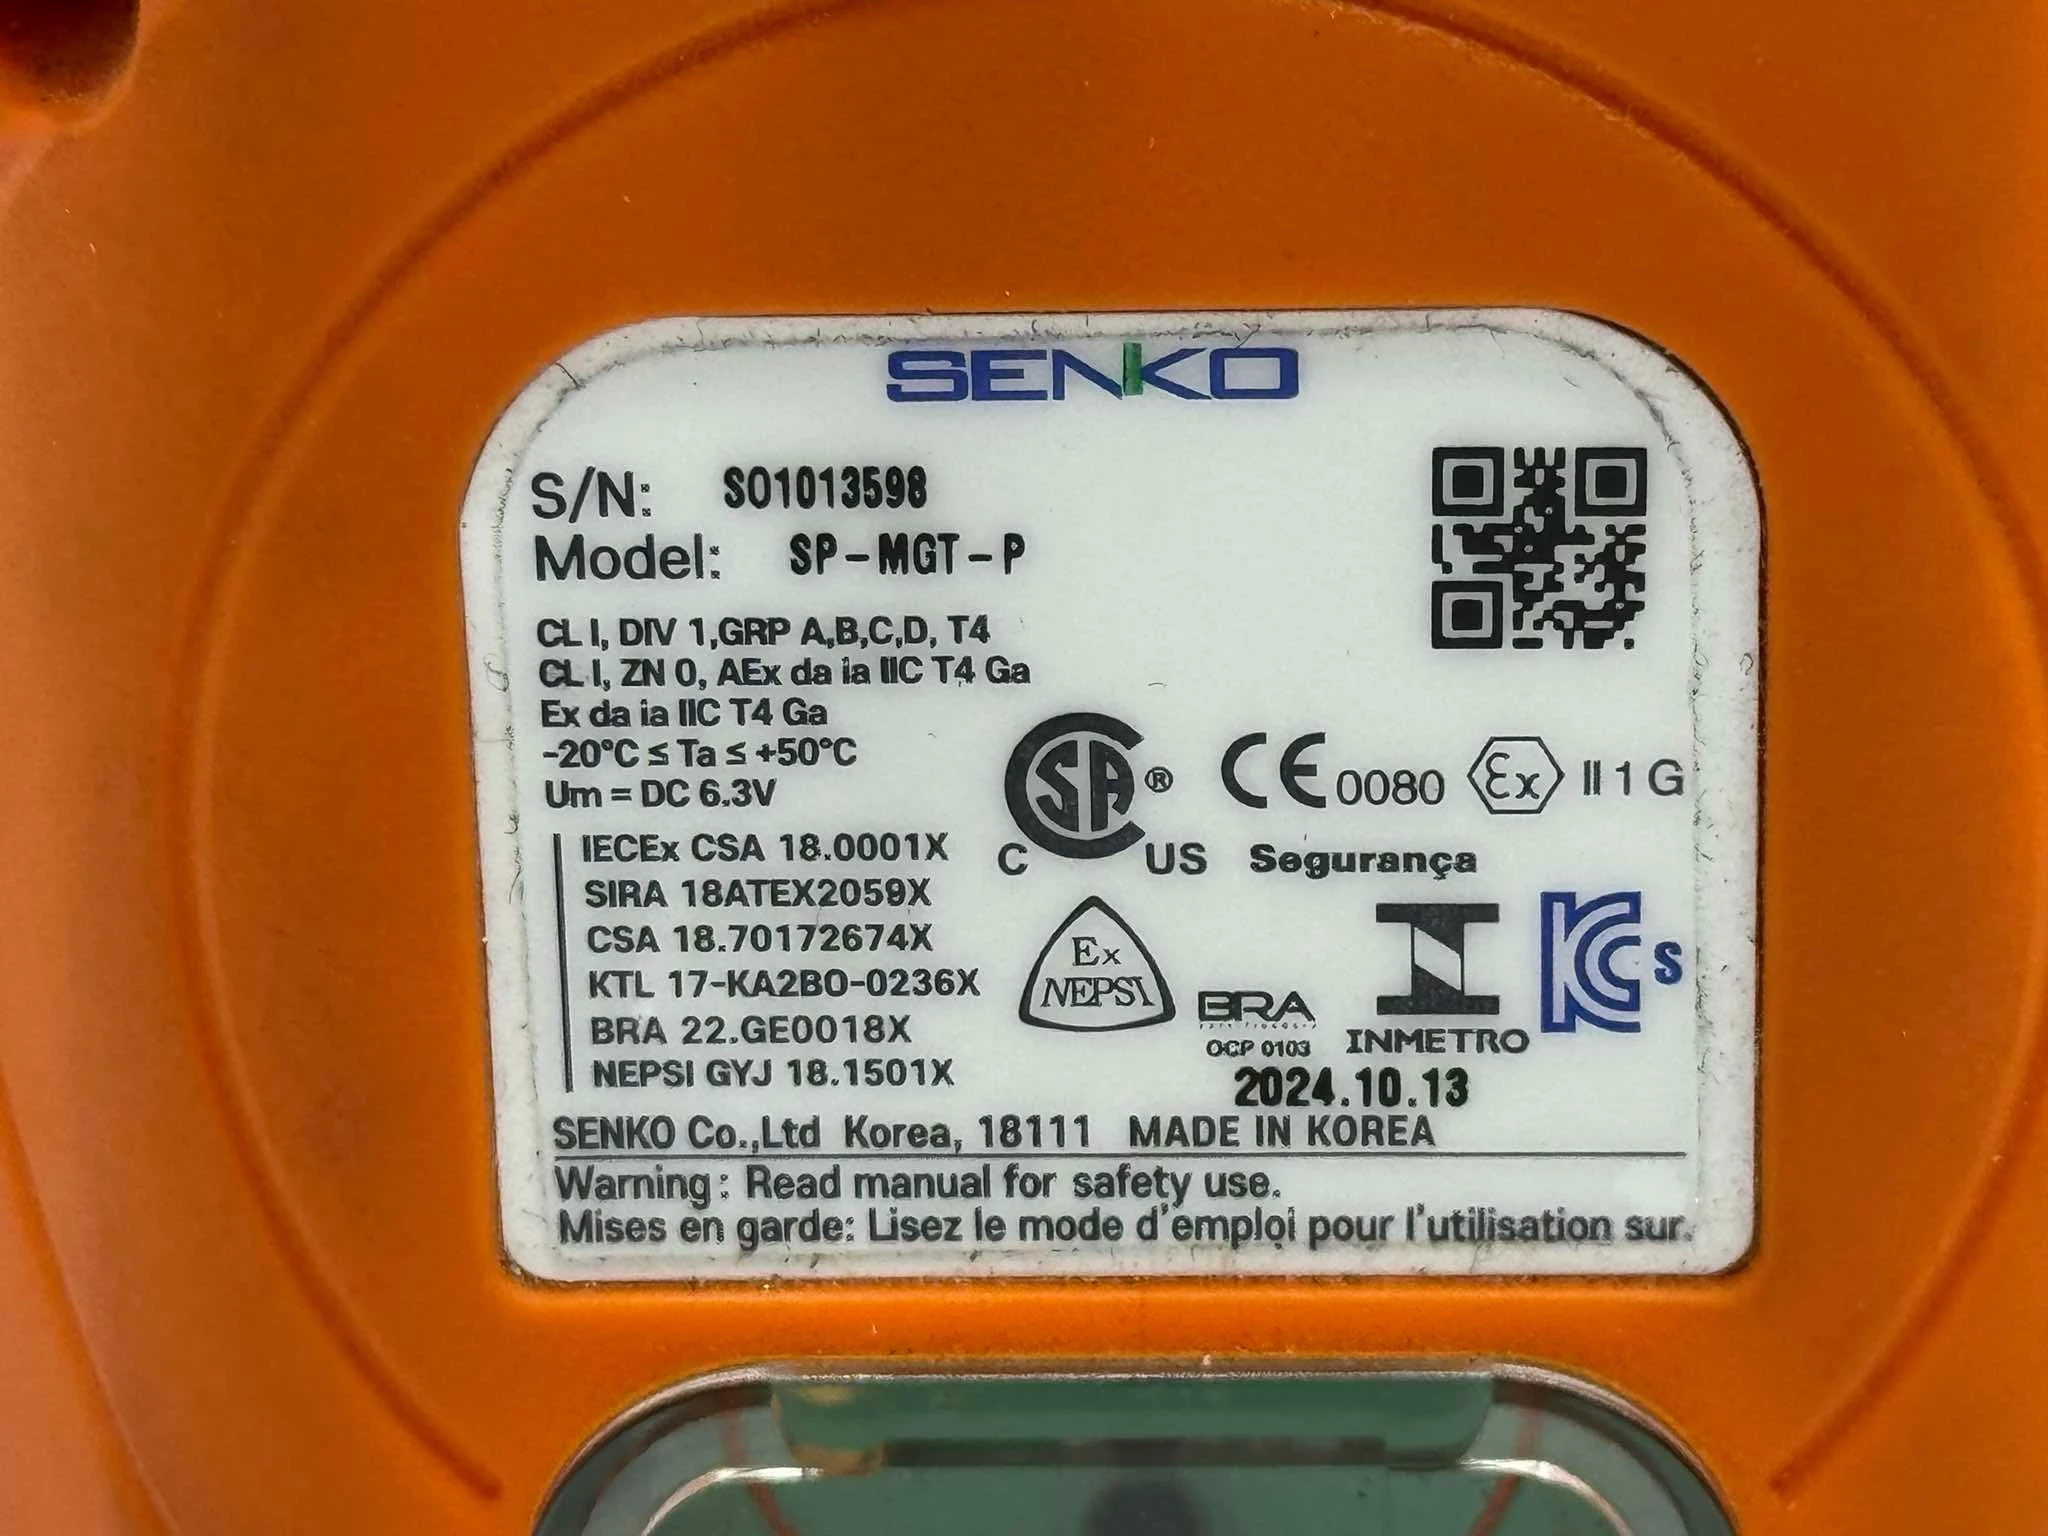 SENKO
S/N: SO1013598
Model: SP-MGT-P
CL I, DIV 1,GRP A,B,C,D, T4
CL I, ZN 0, AEx da ia IIC T4 Ga
Ex da ia IIC T4 Ga
-20°C ≤ Ta ≤ +50°C
Um = DC 6.3V
SA ® C US
CE 0080 Ex II 1 G
IECEx CSA 18.0001X
SIRA 18ATEX2059X
CSA 18.70172674X
KTL 17-KA2BO-0236X
BRA 22.GE0018X
NEPSI GYJ 18.1501X
Segurança
Ex
NEPSI
BRA
OCP 0103
INMETRO
KC s
2024.10.13
SENKO Co.,Ltd Korea, 18111 MADE IN KOREA
Warning : Read manual for safety use.
Mises en garde: Lisez le mode d'emploi pour l'utilisation sur.